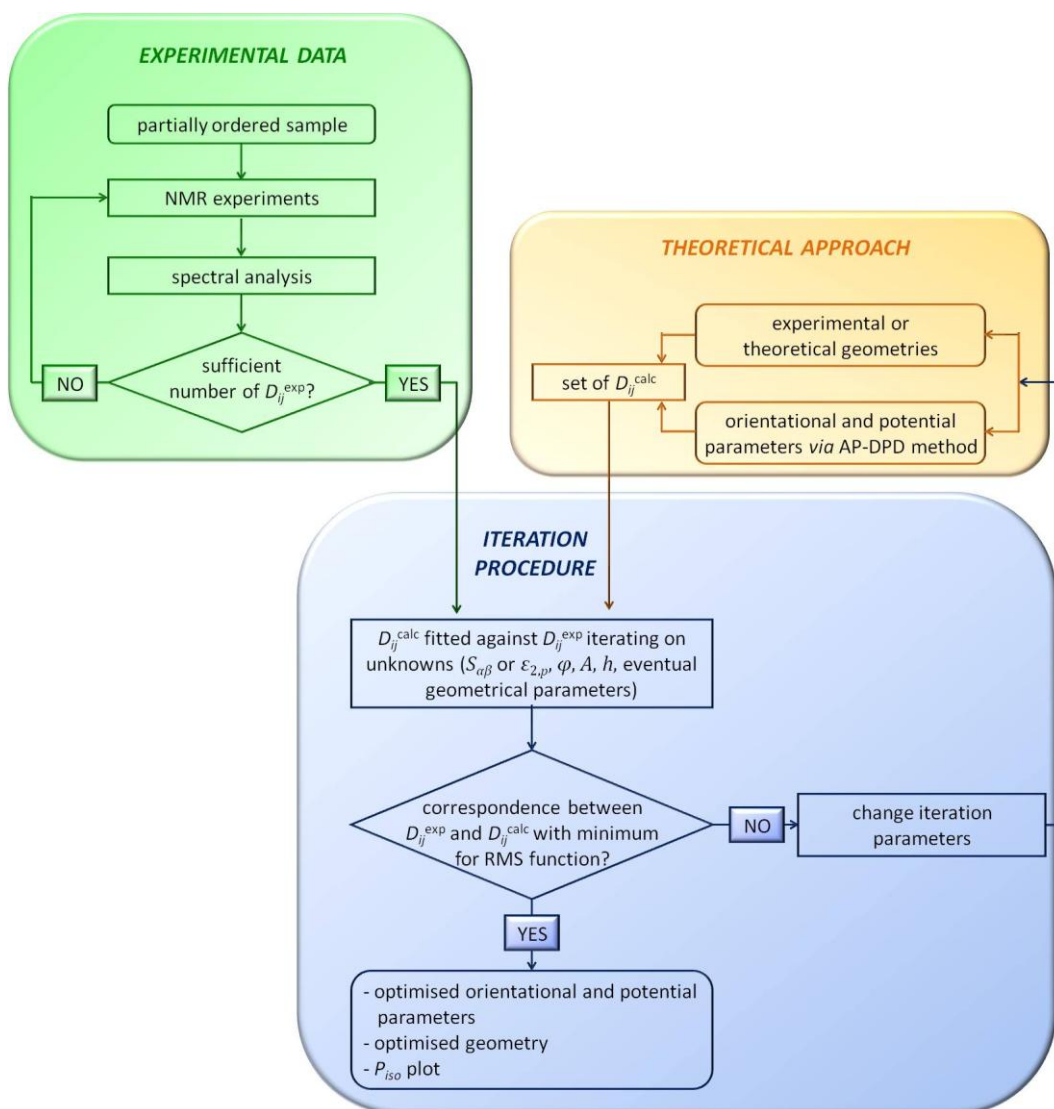 EXPERIMENTAL DATA
partially ordered sample
NMR experiments
spectral analysis
sufficient
number of Dᵢⱼᵉˣᵖ?
NO
YES
THEORETICAL APPROACH
experimental or
theoretical geometries
set of Dᵢⱼᶜᵃˡᶜ
orientational and potential
parameters via AP-DPD method
ITERATION
PROCEDURE
Dᵢⱼᶜᵃˡᶜ fitted against Dᵢⱼᵉˣᵖ iterating on
unknowns (S_αβ or ε_2,p, φ, A, h, eventual
geometrical parameters)
correspondence between
Dᵢⱼᵉˣᵖ and Dᵢⱼᶜᵃˡᶜ with minimum
for RMS function?
NO
change iteration
parameters
YES
- optimised orientational and potential
parameters
- optimised geometry
- P_iso plot